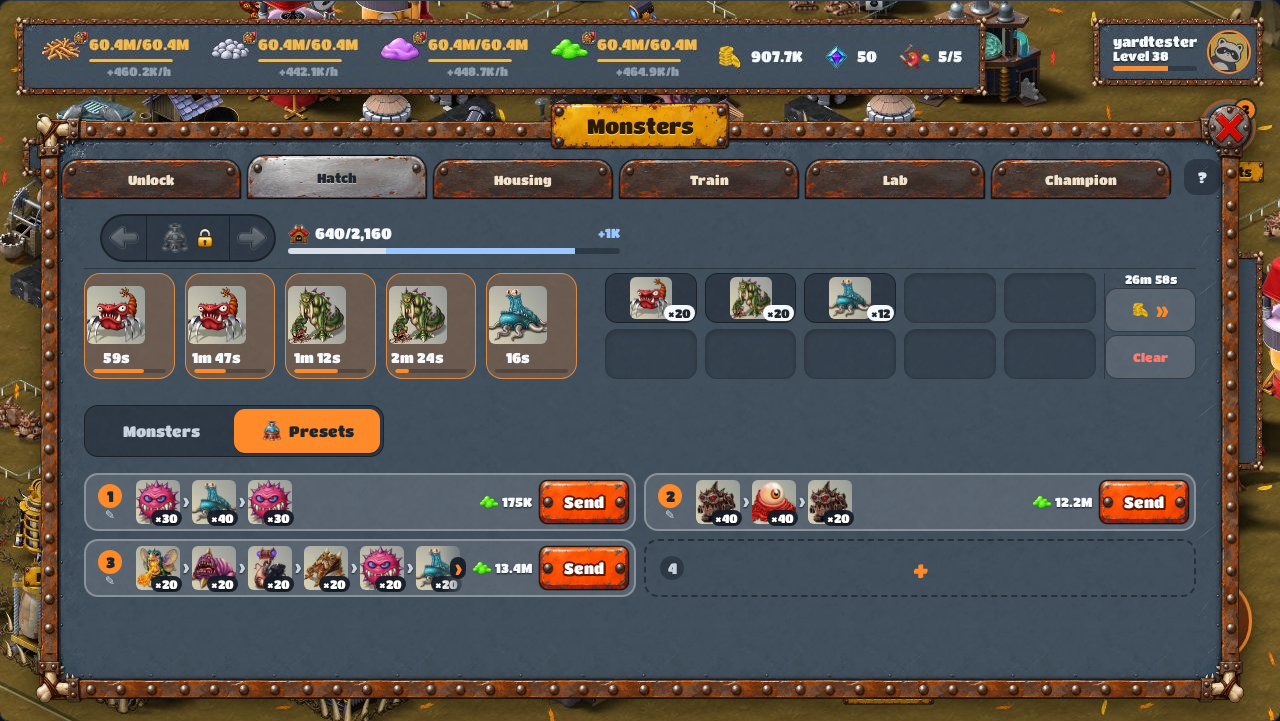 60.4M/60.4M
+460.2K/h
60.4M/60.4M
+442.1K/h
60.4M/60.4M
+448.7K/h
60.4M/60.4M
+464.9K/h
907.7K
50
5/5
yardtester
Level 38
Monsters
Unlock
Hatch
Housing
Train
Lab
Champion
?
640/2,160
+1K
59s
1m 47s
1m 12s
2m 24s
16s
×20
×20
×12
26m 58s
Clear
Monsters
Presets
1
×30
×40
×30
175K
Send
2
×40
×40
×20
12.2M
Send
3
×20
×20
×20
×20
×20
×20
13.4M
Send
4